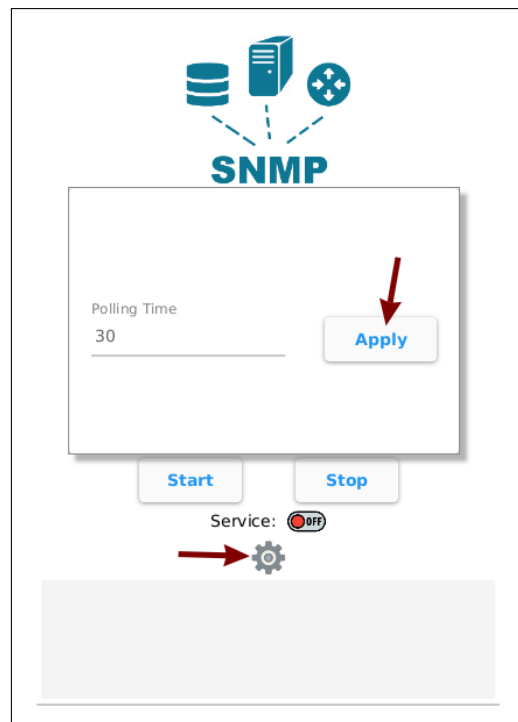 SNMP
Polling Time
30
Apply
Start Stop
Service: OFF